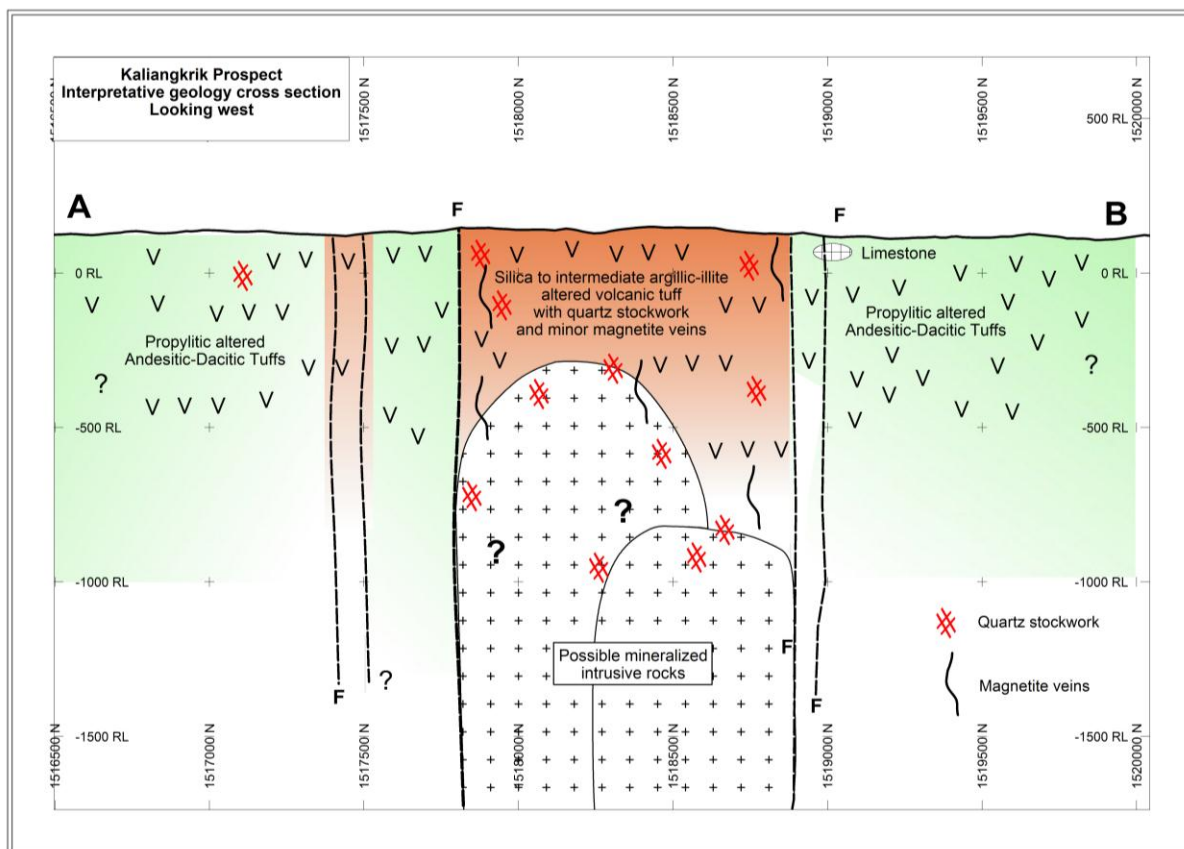 Kaliangkrik Prospect
Interpretative geology cross section
Looking west
1517500 N
1518000 N
1518500 N
1519000 N
1519500 N
1520000 N
500 RL
A
F
F
B
0 RL
Silica to intermediate argillic-illite
altered volcanic tuff
with quartz stockwork
and minor magnetite veins
Limestone
0 RL
Propylitic altered
Andesitic-Dacitic Tuffs
Propylitic altered
Andesitic-Dacitic Tuffs
?
?
-500 RL
-500 RL
?
?
-1000 RL
-1000 RL
Quartz stockwork
Possible mineralized
intrusive rocks
F
F
?
Magnetite veins
F
-1500 RL
-1500 RL
1516500 N
1517000 N
1517500 N
1518000 N
1518500 N
1519000 N
1519500 N
1520000 N